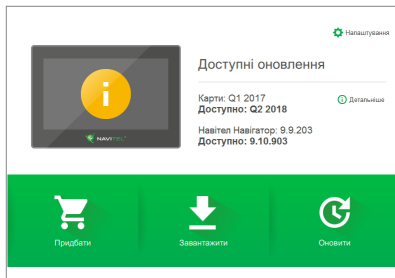 Налаштування
Доступні оновлення
Карти: Q1 2017
Детальніше
Доступно: Q2 2018
Навітел Навігатор: 9.9.203
Доступно: 9.10.903
NAVITEL
Придбати
Завантажити
Оновити